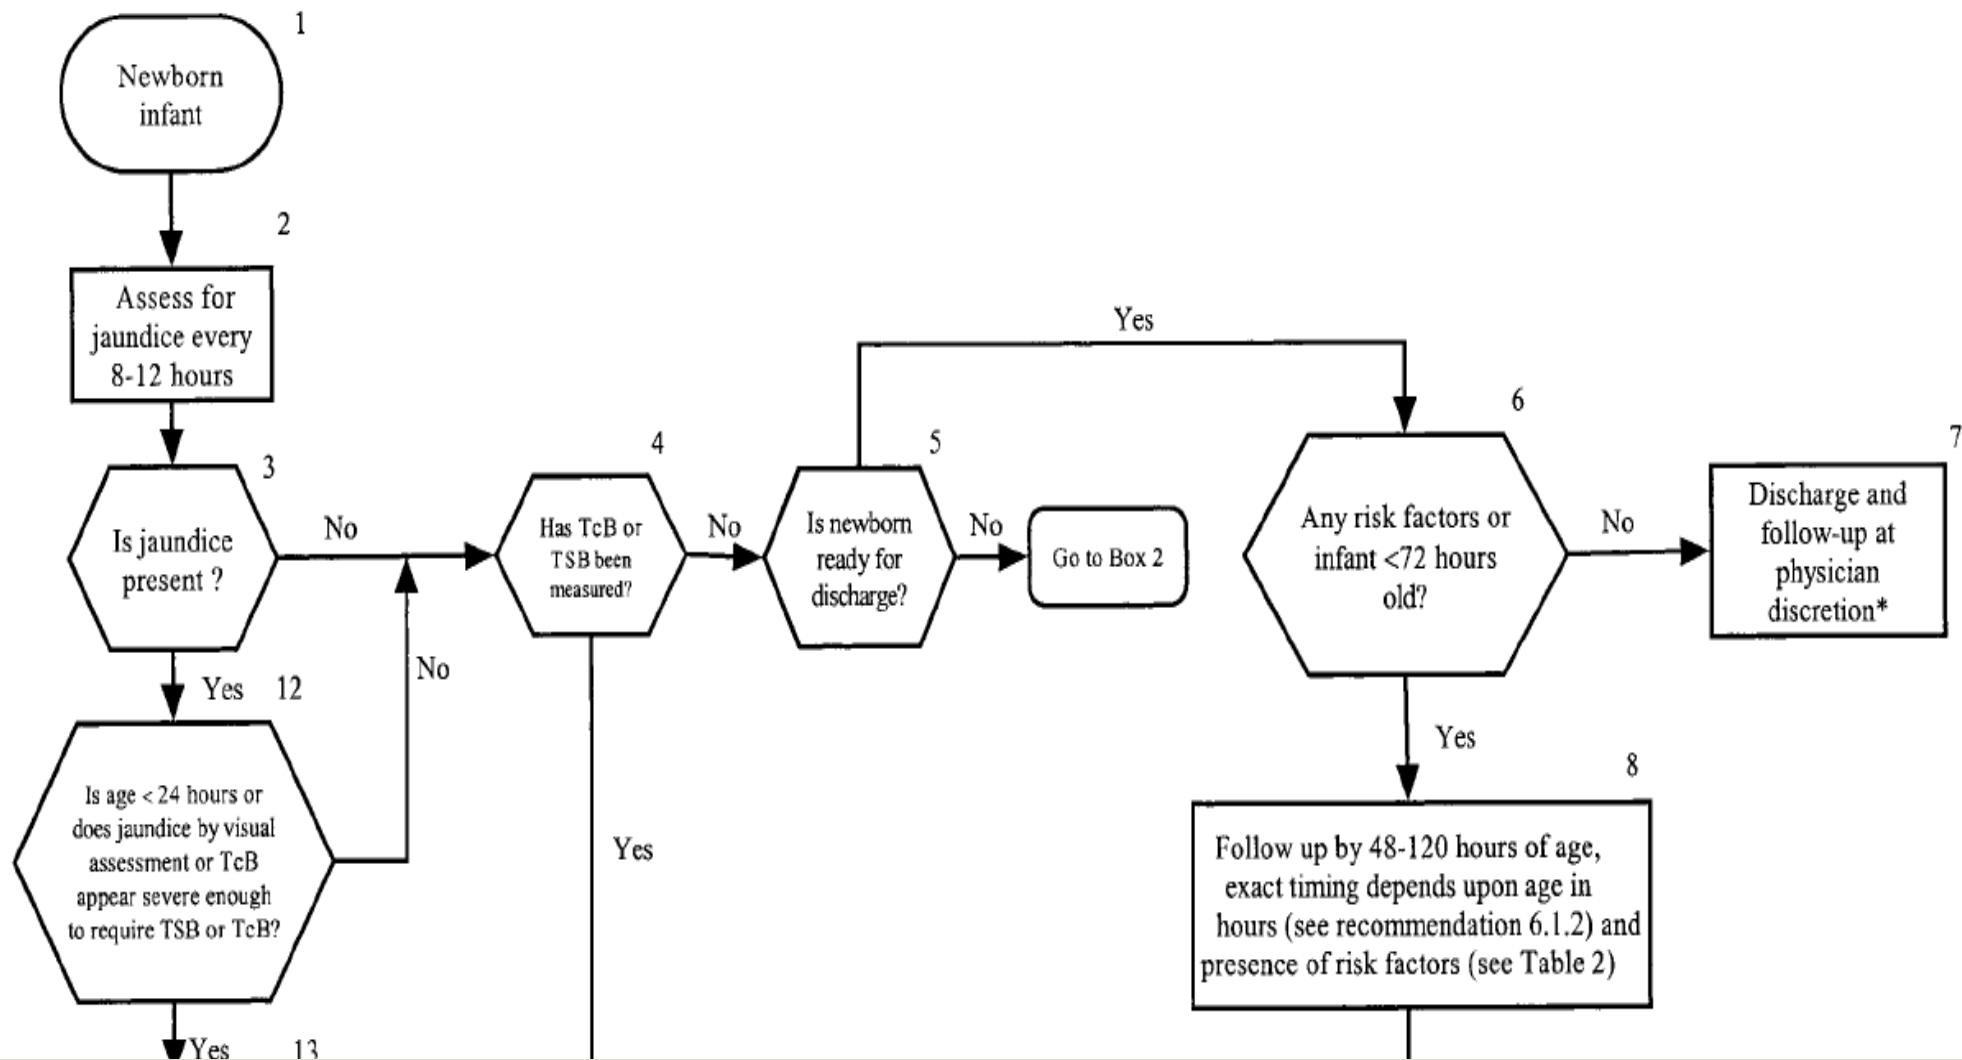 1
Newborn
infant
2
Assess for
jaundice every
8-12 hours
3
Is jaundice
present ?
No
4
Has TcB or
TSB been
measured?
No
5
Is newborn
ready for
discharge?
No
Go to Box 2
Yes
6
Any risk factors or
infant <72 hours
old?
No
7
Discharge and
follow-up at
physician
discretion*
Yes
12
No
Is age < 24 hours or
does jaundice by visual
assessment or TcB
appear severe enough
to require TSB or TcB?
Yes
Yes
8
Follow up by 48-120 hours of age,
exact timing depends upon age in
hours (see recommendation 6.1.2) and
presence of risk factors (see Table 2)
Yes
13